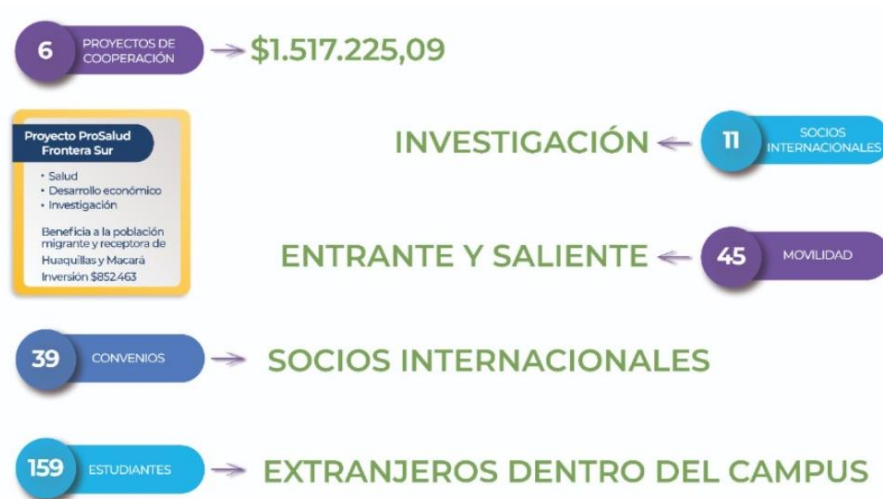 6 PROYECTOS DE
COOPERACIÓN
$1.517.225,09
Proyecto ProSalud
Frontera Sur
• Salud
• Desarrollo económico
• Investigación
Beneficia a la población
migrante y receptora de
Huaquillas y Macará
Inversión $852.463
INVESTIGACIÓN
11 SOCIOS
INTERNACIONALES
ENTRANTE Y SALIENTE
45 MOVILIDAD
39 CONVENIOS
SOCIOS INTERNACIONALES
159 ESTUDIANTES
EXTRANJEROS DENTRO DEL CAMPUS